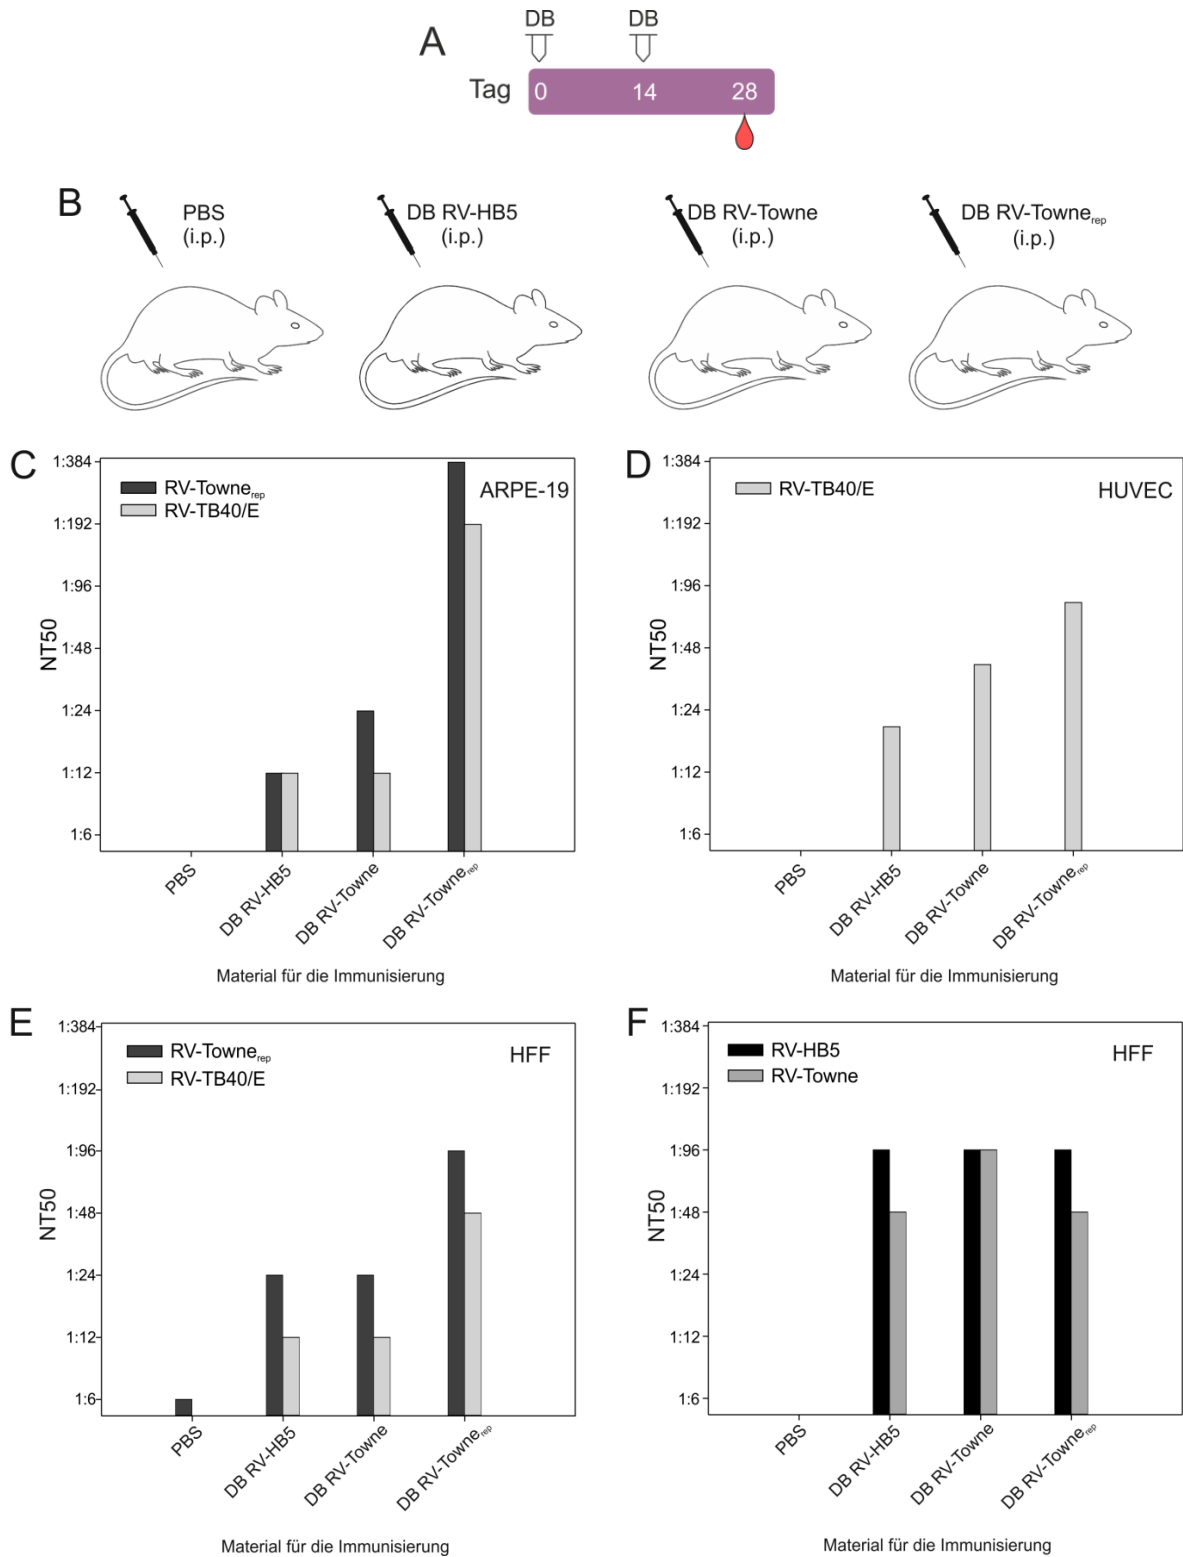 A
DB DB
Tag 0 14 28
B
PBS
(i.p.)
DB RV-HB5
(i.p.)
DB RV-Towne
(i.p.)
DB RV-Townerep
(i.p.)
C
1:384
1:192
1:96
1:48
1:24
1:12
1:6
NT50
RV-Townerep
RV-TB40/E
ARPE-19
PBS
DB RV-HB5
DB RV-Towne
DB RV-Townerep
Material für die Immunisierung
D
1:384
1:192
1:96
1:48
1:24
1:12
1:6
NT50
RV-TB40/E
HUVEC
PBS
DB RV-HB5
DB RV-Towne
DB RV-Townerep
Material für die Immunisierung
E
1:384
1:192
1:96
1:48
1:24
1:12
1:6
NT50
RV-Townerep
RV-TB40/E
HFF
PBS
DB RV-HB5
DB RV-Towne
DB RV-Townerep
Material für die Immunisierung
F
1:384
1:192
1:96
1:48
1:24
1:12
1:6
NT50
RV-HB5
RV-Towne
HFF
PBS
DB RV-HB5
DB RV-Towne
DB RV-Townerep
Material für die Immunisierung